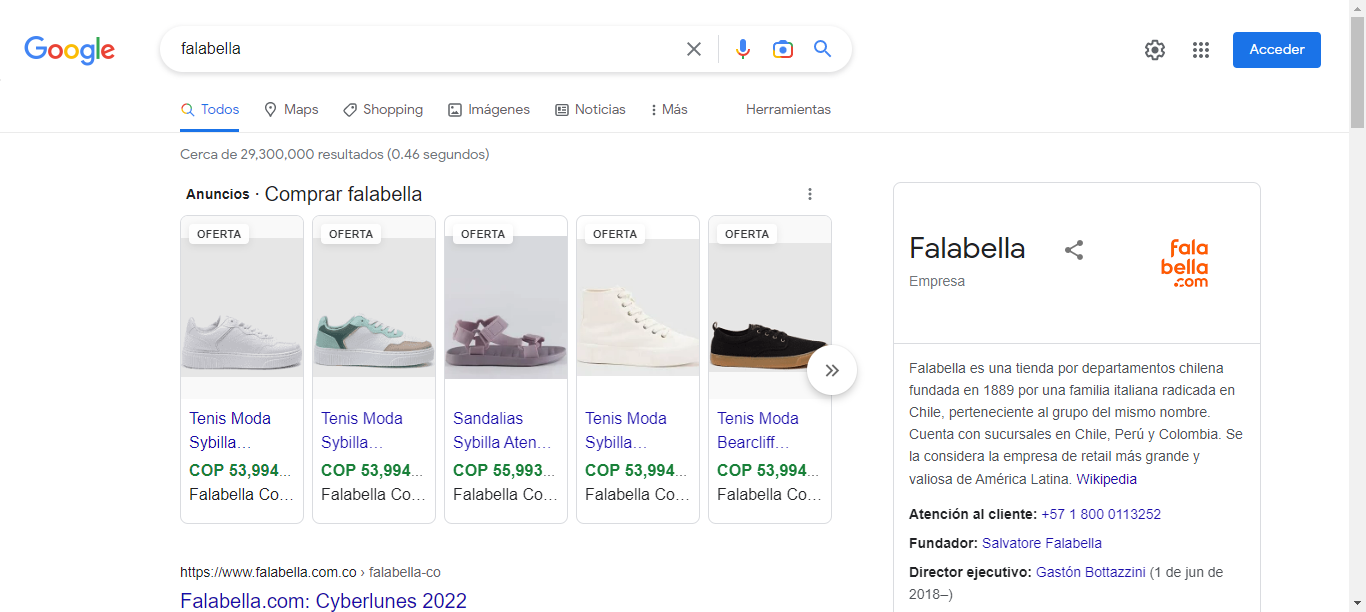 Google
falabella
Acceder
Todos
Maps
Shopping
Imágenes
Noticias
Más
Herramientas
Cerca de 29,300,000 resultados (0.46 segundos)
Anuncios · Comprar falabella
OFERTA
Tenis Moda
Sybilla...
COP 53,994...
Falabella Co...
OFERTA
Tenis Moda
Sybilla...
COP 53,994...
Falabella Co...
OFERTA
Sandalias
Sybilla Aten...
COP 55,993...
Falabella Co...
OFERTA
Tenis Moda
Sybilla...
COP 53,994...
Falabella Co...
OFERTA
Tenis Moda
Bearcliff...
COP 53,994...
Falabella Co...
https://www.falabella.com.co › falabella-co
Falabella.com: Cyberlunes 2022
Falabella
Empresa
fala
bella
.com
Falabella es una tienda por departamentos chilena
fundada en 1889 por una familia italiana radicada en
Chile, perteneciente al grupo del mismo nombre.
Cuenta con sucursales en Chile, Perú y Colombia. Se
la considera la empresa de retail más grande y
valiosa de América Latina. Wikipedia
Atención al cliente: +57 1 800 0113252
Fundador: Salvatore Falabella
Director ejecutivo: Gastón Bottazzini (1 de jun de
2018–)